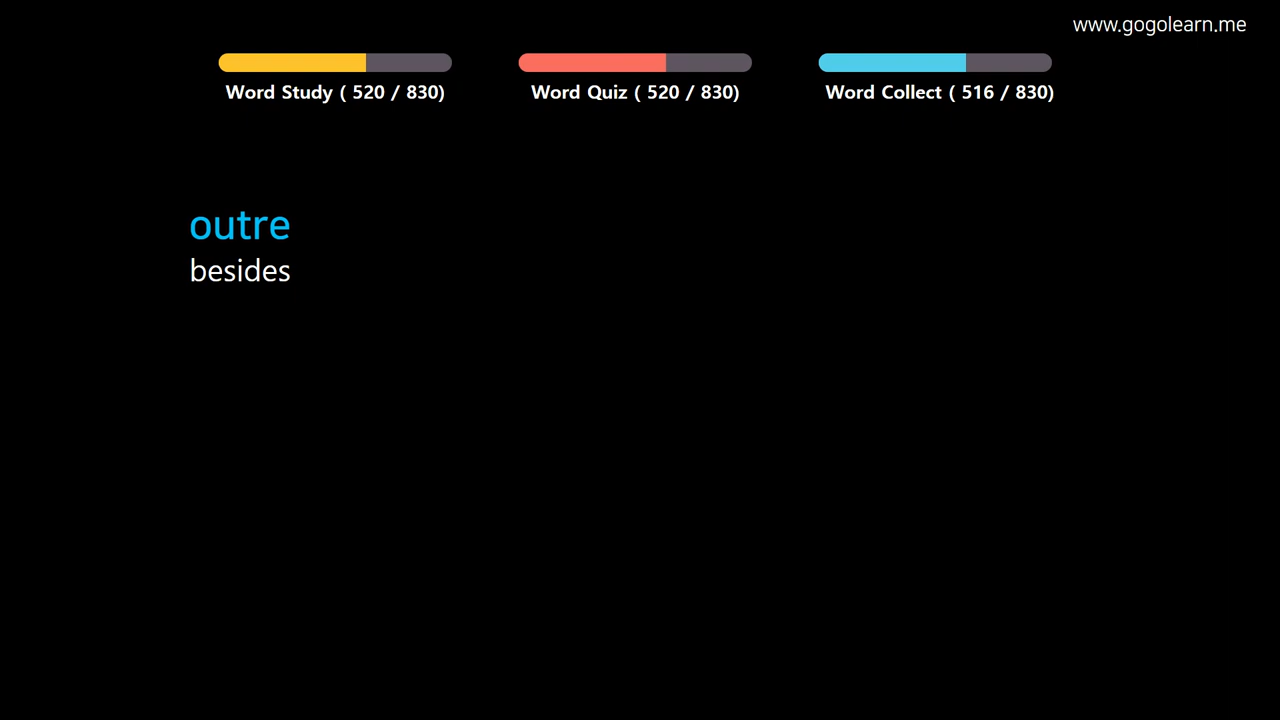 www.gogolearn.me
Word Study ( 520 / 830)
Word Quiz ( 520 / 830)
Word Collect ( 516 / 830)
outre
besides